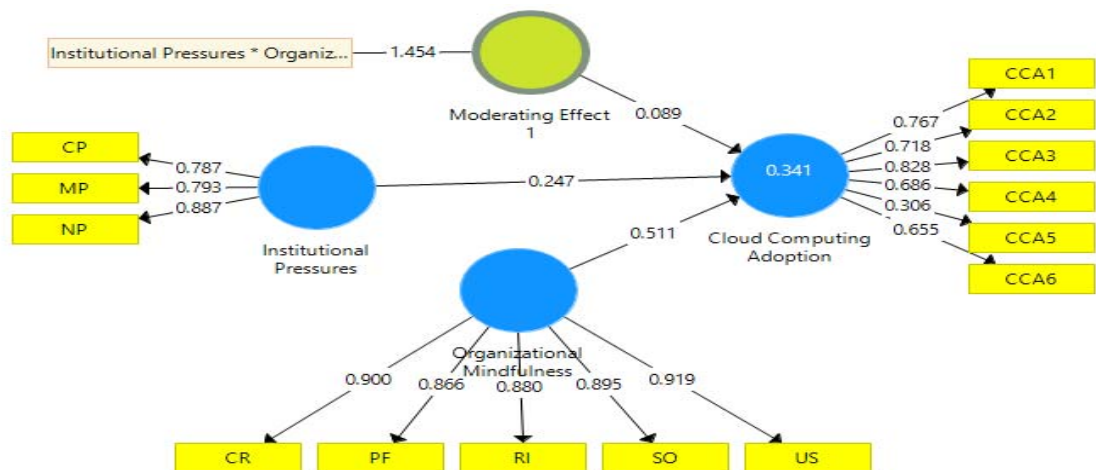 Institutional Pressures * Organiz...
1.454
Moderating Effect
1
0.089
CP
MP
NP
0.787
0.793
0.887
Institutional
Pressures
0.247
0.341
Cloud Computing
Adoption
0.767
0.718
0.828
0.686
0.306
0.655
CCA1
CCA2
CCA3
CCA4
CCA5
CCA6
0.511
Organizational
Mindfulness
0.900
0.866
0.880
0.895
0.919
CR
PF
RI
SO
US